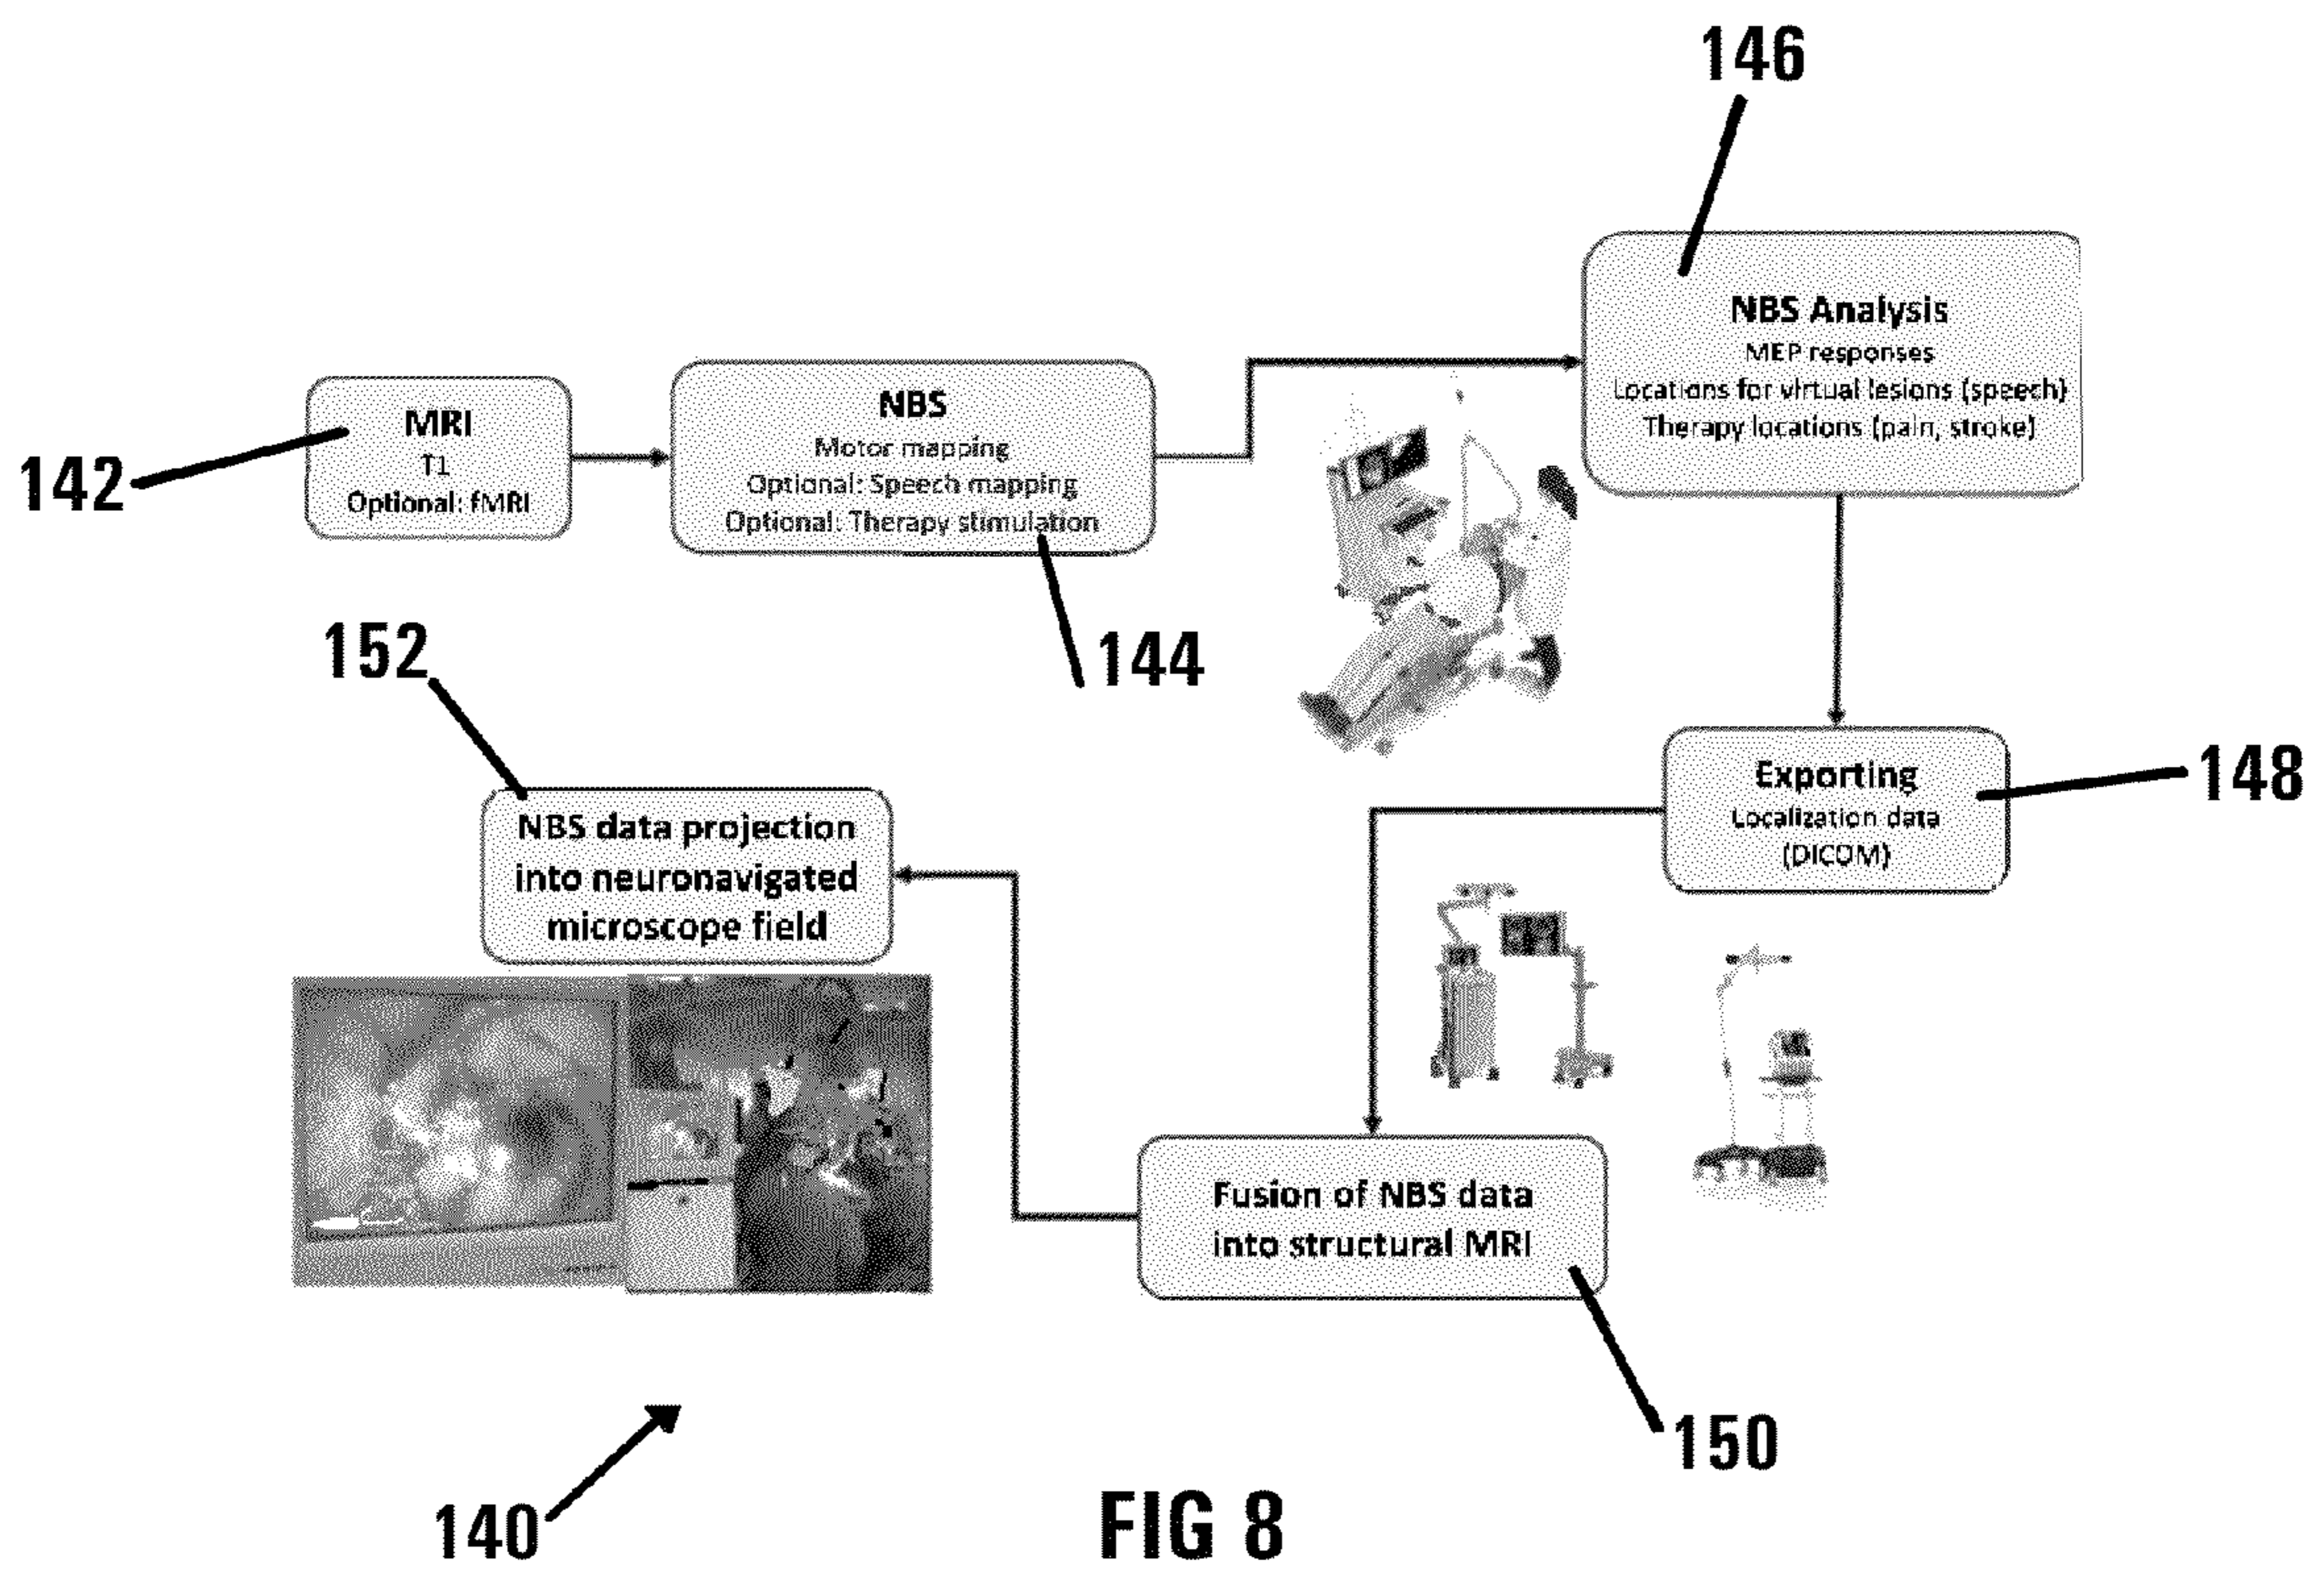 146
NBS Analysis
MEP responses
Locations for virtual lesions (speech)
Therapy locations (pain, stroke)
MRI
T1
Optional: fMRI
142
NBS
Motor mapping
Optional: Speech mapping
Optional: Therapy stimulation
144
152
NBS data projection
into neuronavigated
microscope field
Exporting
Localization data
(DICOM)
148
Fusion of NBS data
into structural MRI
150
140
FIG 8